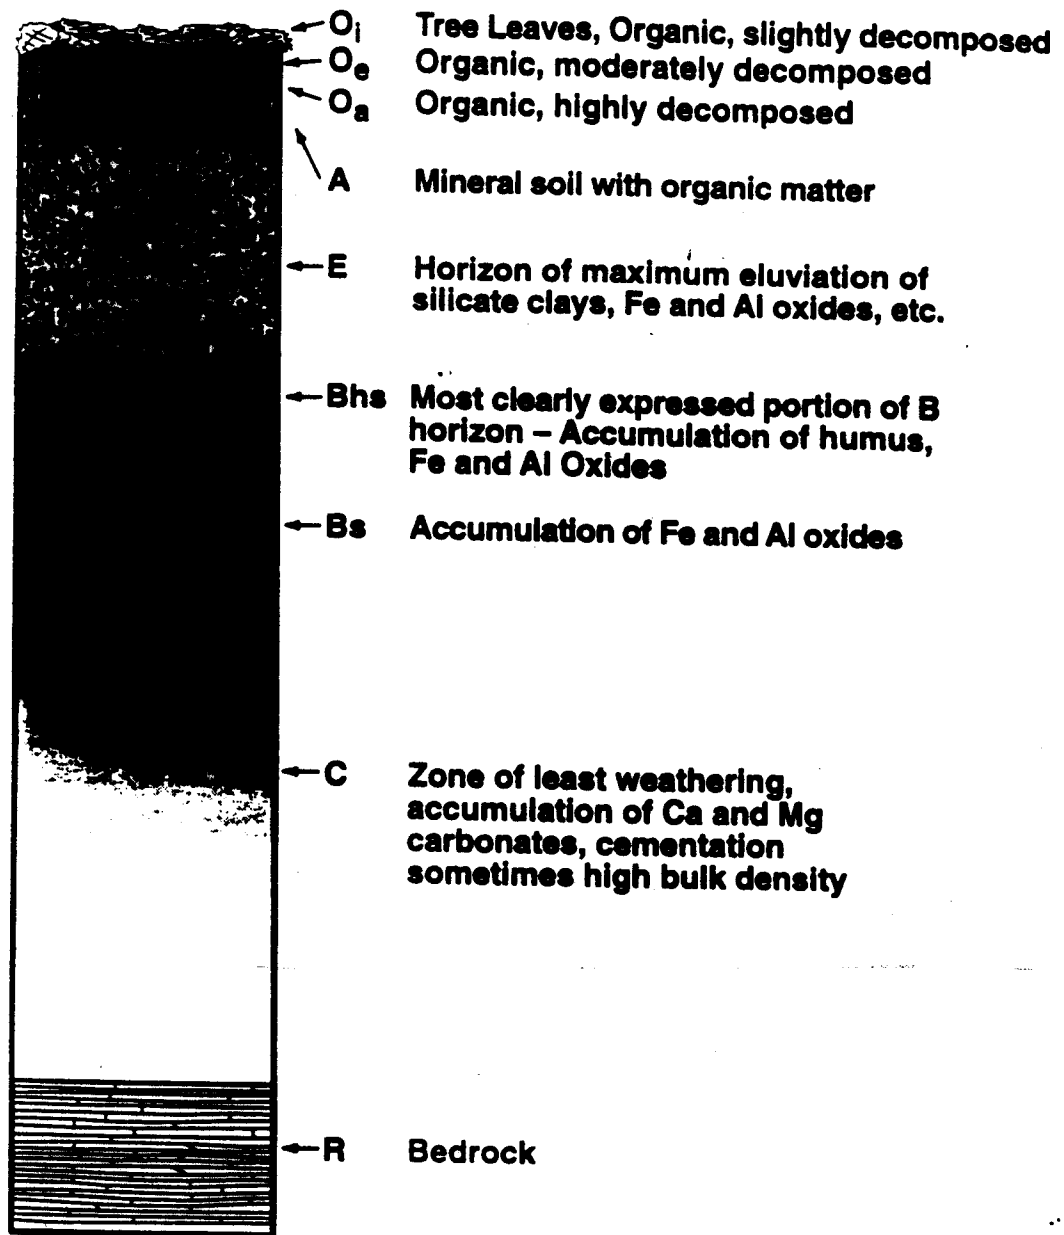 Oi Tree Leaves, Organic, slightly decomposed
Oe Organic, moderately decomposed
Oa Organic, highly decomposed
A Mineral soil with organic matter
E Horizon of maximum eluviation of
silicate clays, Fe and Al oxides, etc.
Bhs Most clearly expressed portion of B
horizon – Accumulation of humus,
Fe and Al Oxides
Bs Accumulation of Fe and Al oxides
C Zone of least weathering,
accumulation of Ca and Mg
carbonates, cementation
sometimes high bulk density
R Bedrock